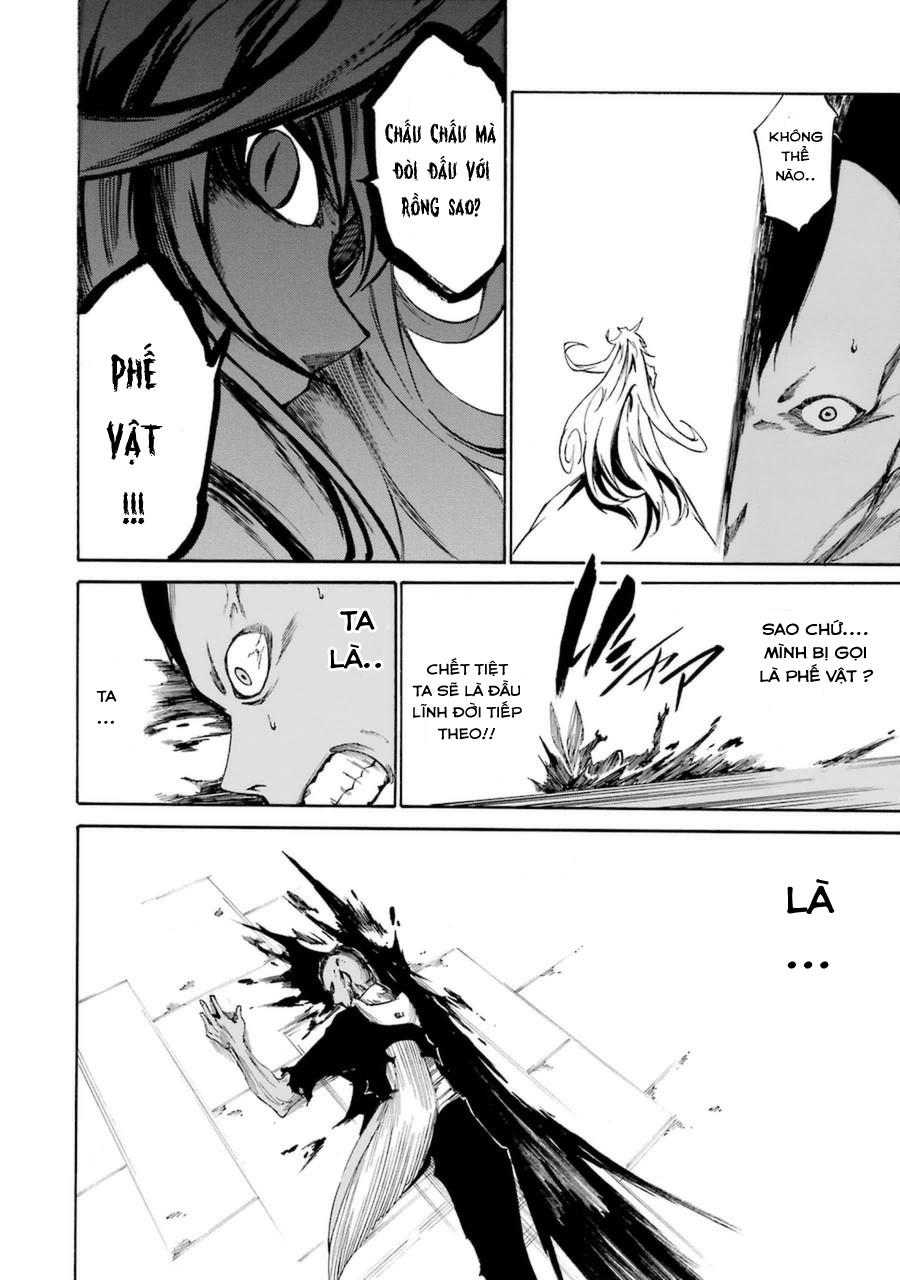 KHÔNG
THỂ
NÀO..
CHẤU CHẤU MÀ
ĐÒI ĐẤU VỚI
RỒNG SAO?
PHẾ
VẬT
!!!
SAO CHỨ....
MÌNH BỊ GỌI
LÀ PHẾ VẬT ?
CHẾT TIỆT
TA SẼ LÀ ĐẦU
LĨNH ĐỜI TIẾP
THEO!!
TA
LÀ..
TA
...
LÀ
...